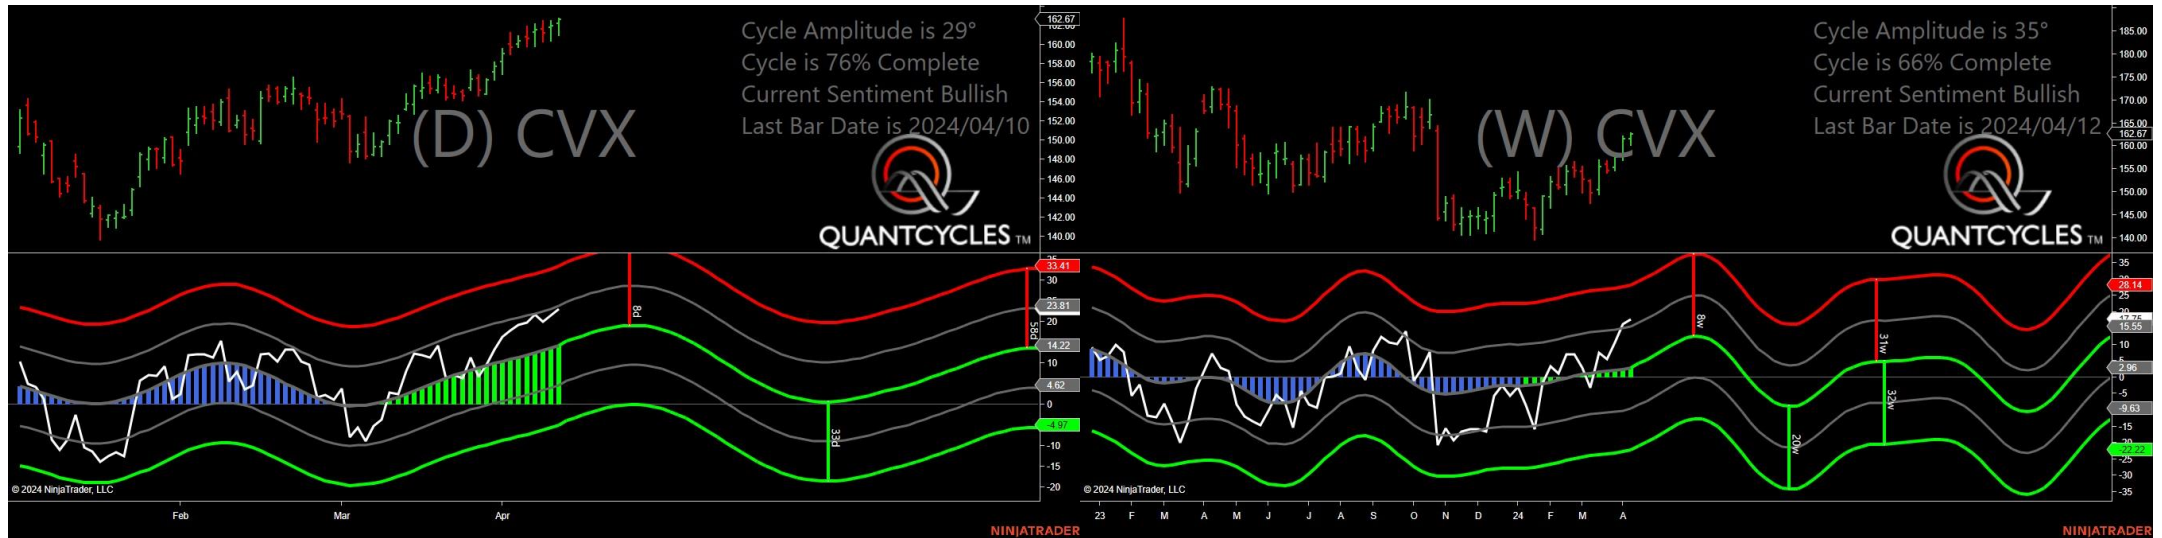 Cycle Amplitude is 29°
Cycle is 76% Complete
Current Sentiment Bullish
Last Bar Date is 2024/04/10
(D) CVX
QUANTCYCLES TM
162.67
160.00
158.00
156.00
154.00
152.00
150.00
148.00
146.00
144.00
142.00
140.00
33.41
30
23.81
20
14.22
10
4.62
0
-4.97
-10
-15
-20
8d
33d
58d
© 2024 NinjaTrader, LLC
Feb Mar Apr
NINJATRADER
Cycle Amplitude is 35°
Cycle is 66% Complete
Current Sentiment Bullish
Last Bar Date is 2024/04/12
(W) CVX
QUANTCYCLES TM
185.00
180.00
175.00
170.00
165.00
162.67
160.00
155.00
150.00
145.00
140.00
35
28.14
25
17.75
15.55
10
5
2.96
0
-5
-9.63
-15
-22.22
-25
-30
-35
8w
20w
31w
32w
© 2024 NinjaTrader, LLC
23 F M A M J J A S O N D 24 F M A
NINJATRADER